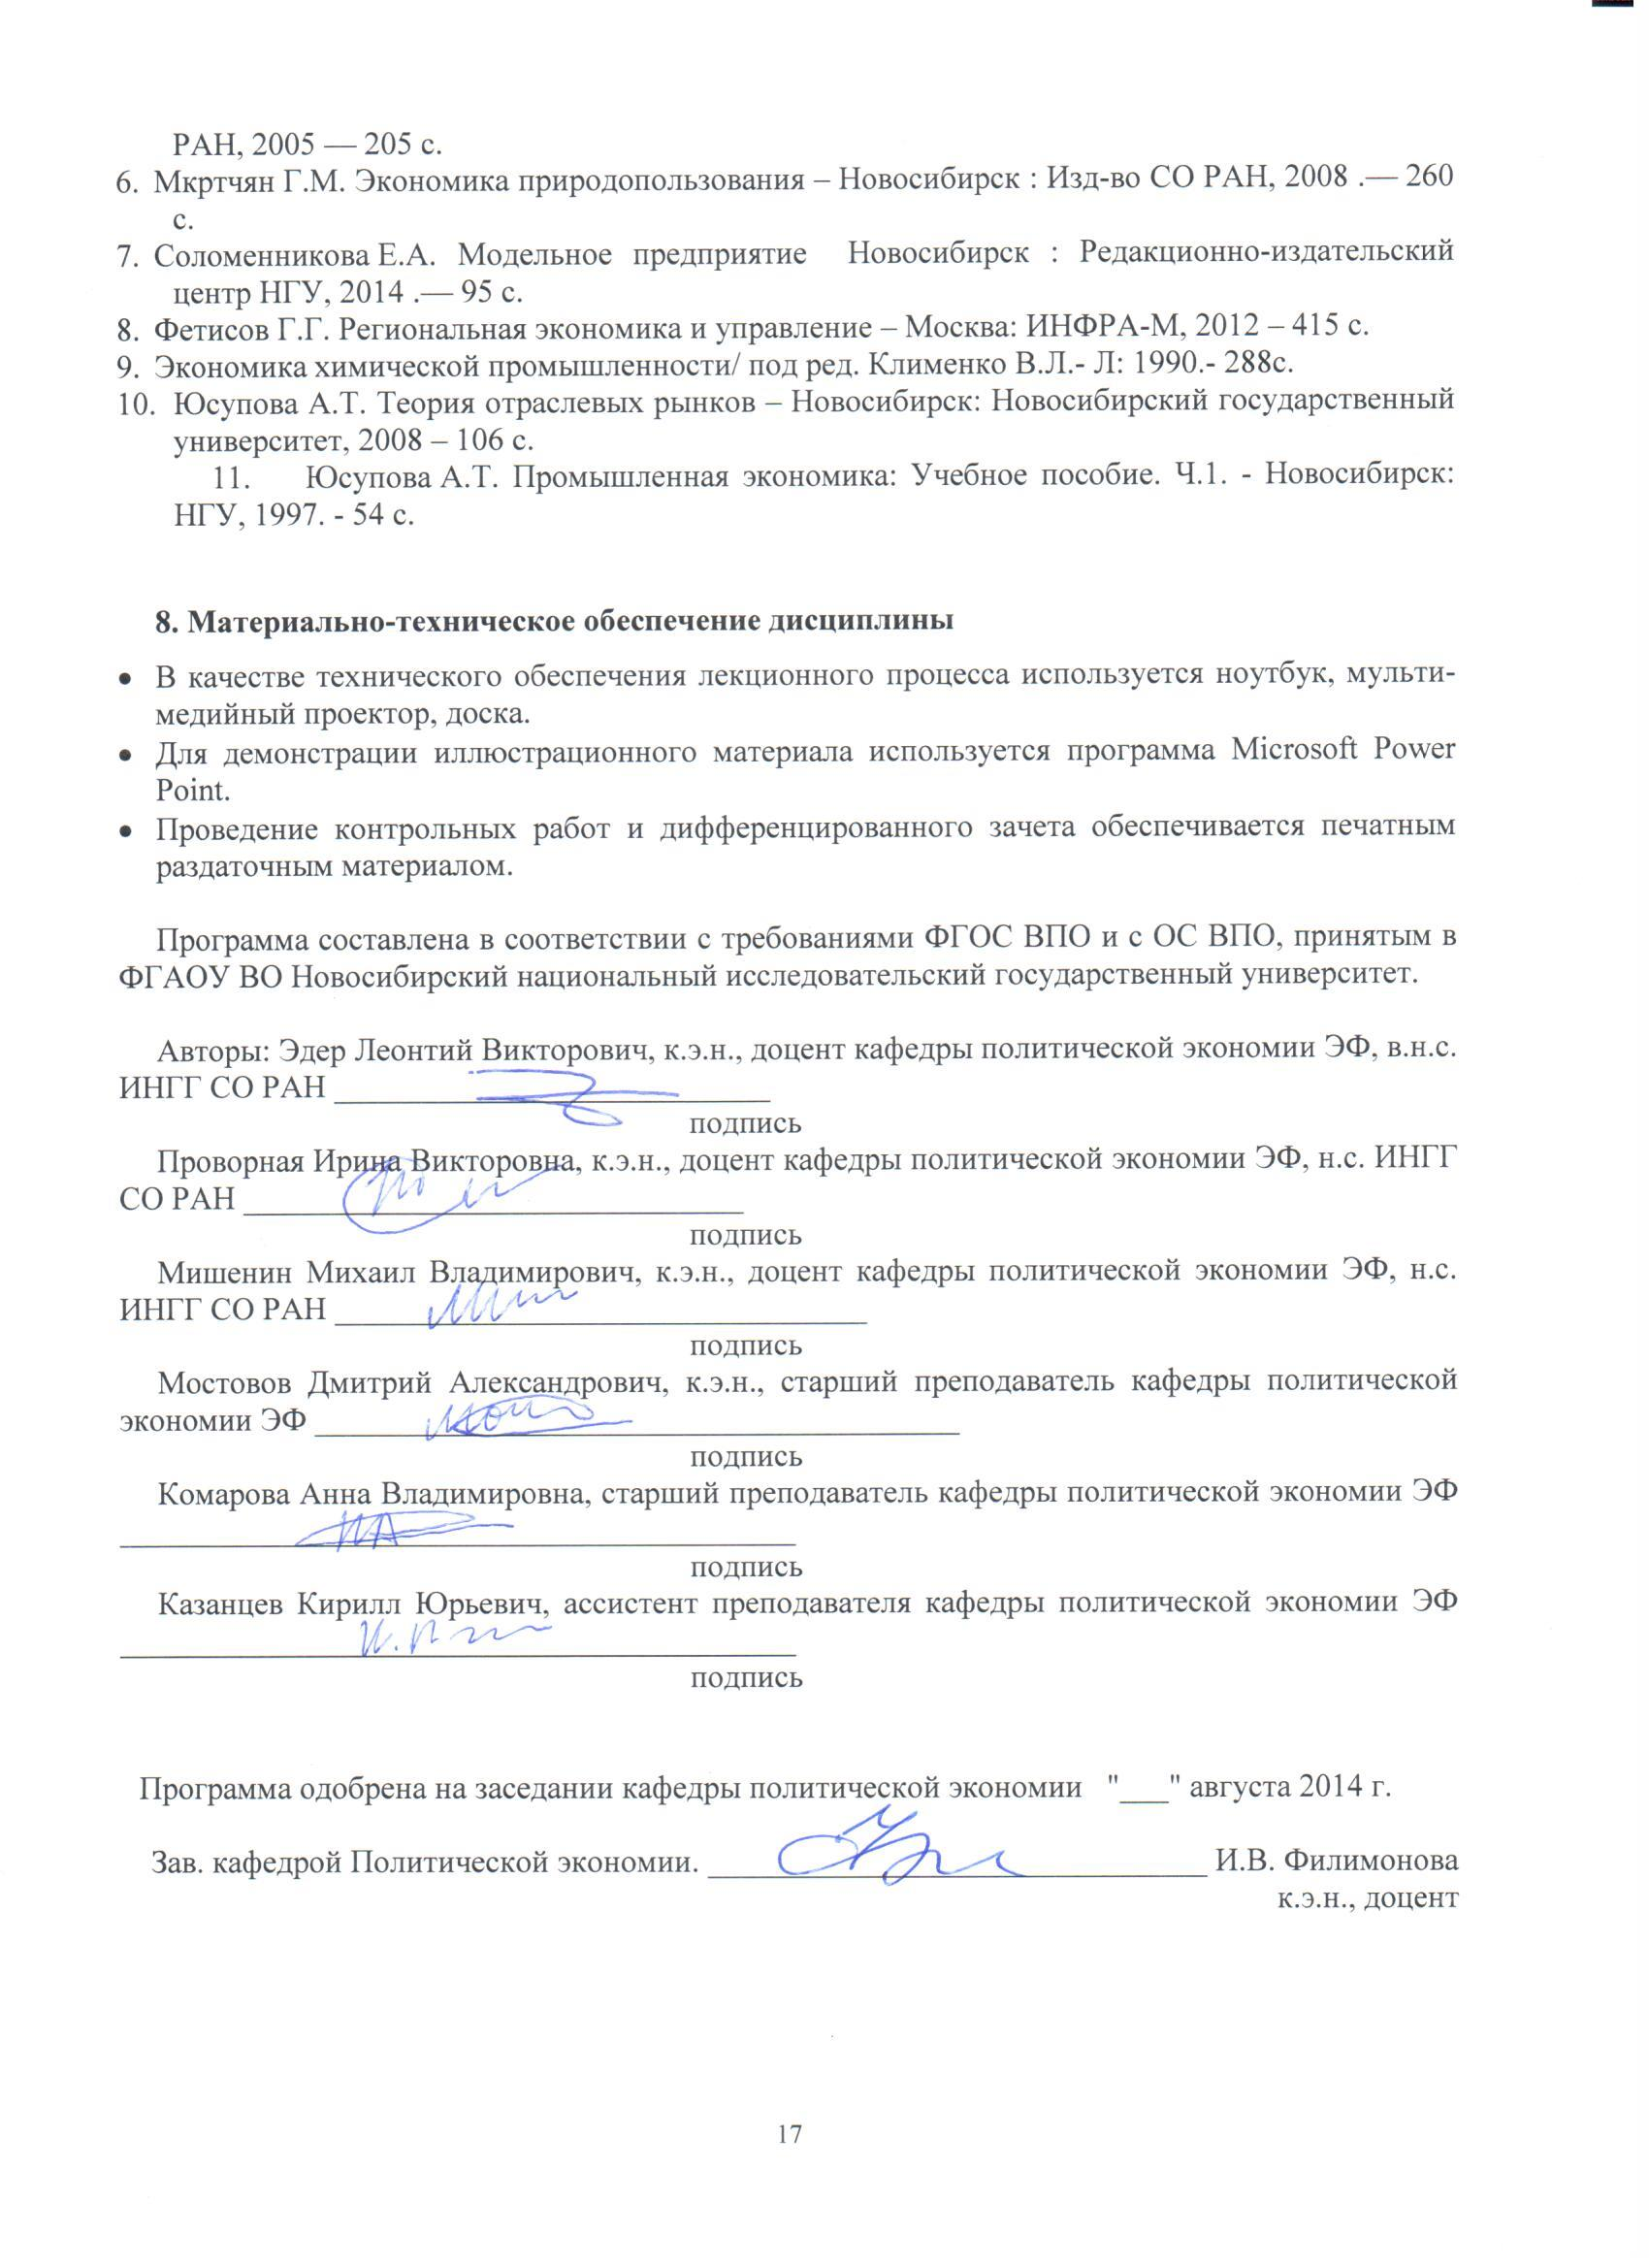 РАН, 2005 — 205 с.
6. Мкртчян Г.М. Экономика природопользования – Новосибирск : Изд-во СО РАН, 2008 .— 260
с.
7. Соломенникова Е.А. Модельное предприятие Новосибирск : Редакционно-издательский
центр НГУ, 2014 .— 95 с.
8. Фетисов Г.Г. Региональная экономика и управление – Москва: ИНФРА-М, 2012 – 415 с.
9. Экономика химической промышленности/ под ред. Клименко В.Л.- Л: 1990.- 288с.
10. Юсупова А.Т. Теория отраслевых рынков – Новосибирск: Новосибирский государственный
университет, 2008 – 106 с.
11. Юсупова А.Т. Промышленная экономика: Учебное пособие. Ч.1. - Новосибирск:
НГУ, 1997. - 54 с.
8. Материально-техническое обеспечение дисциплины
• В качестве технического обеспечения лекционного процесса используется ноутбук, мульти-
медийный проектор, доска.
• Для демонстрации иллюстрационного материала используется программа Microsoft Power
Point.
• Проведение контрольных работ и дифференцированного зачета обеспечивается печатным
раздаточным материалом.
Программа составлена в соответствии с требованиями ФГОС ВПО и с ОС ВПО, принятым в
ФГАОУ ВО Новосибирский национальный исследовательский государственный университет.
Авторы: Эдер Леонтий Викторович, к.э.н., доцент кафедры политической экономии ЭФ, в.н.с.
ИНГГ СО РАН ____________________________
подпись
Проворная Ирина Викторовна, к.э.н., доцент кафедры политической экономии ЭФ, н.с. ИНГГ
СО РАН ________________________________
подпись
Мишенин Михаил Владимирович, к.э.н., доцент кафедры политической экономии ЭФ, н.с.
ИНГГ СО РАН __________________________________
подпись
Мостовов Дмитрий Александрович, к.э.н., старший преподаватель кафедры политической
экономии ЭФ _________________________________________
подпись
Комарова Анна Владимировна, старший преподаватель кафедры политической экономии ЭФ
___________________________________________
подпись
Казанцев Кирилл Юрьевич, ассистент преподавателя кафедры политической экономии ЭФ
___________________________________________
подпись
Программа одобрена на заседании кафедры политической экономии "___" августа 2014 г.
Зав. кафедрой Политической экономии. ________________________________ И.В. Филимонова
к.э.н., доцент
17